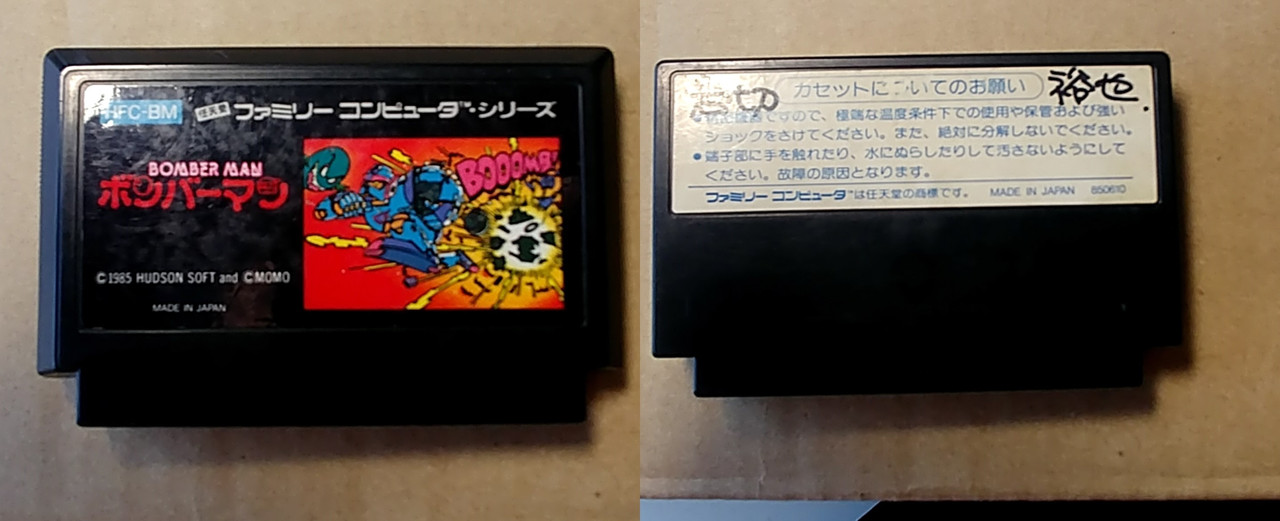 HFC-BM 任天堂 ファミリー コンピュータ™・シリーズ
BOMBER MAN
ボンバーマン
BOOOMB!
©1985 HUDSON SOFT and ©MOMO
MADE IN JAPAN
カセットに ついてのお願い 裕也
ですので、極端な温度条件下での使用や保管および強い
ショックをさけてください。また、絶対に分解しないでください。
●端子部に手を触れたり、水にぬらしたりして汚さないようにして
ください。故障の原因となります。
ファミリー コンピュータ™は任天堂の商標です。 MADE IN JAPAN 850610